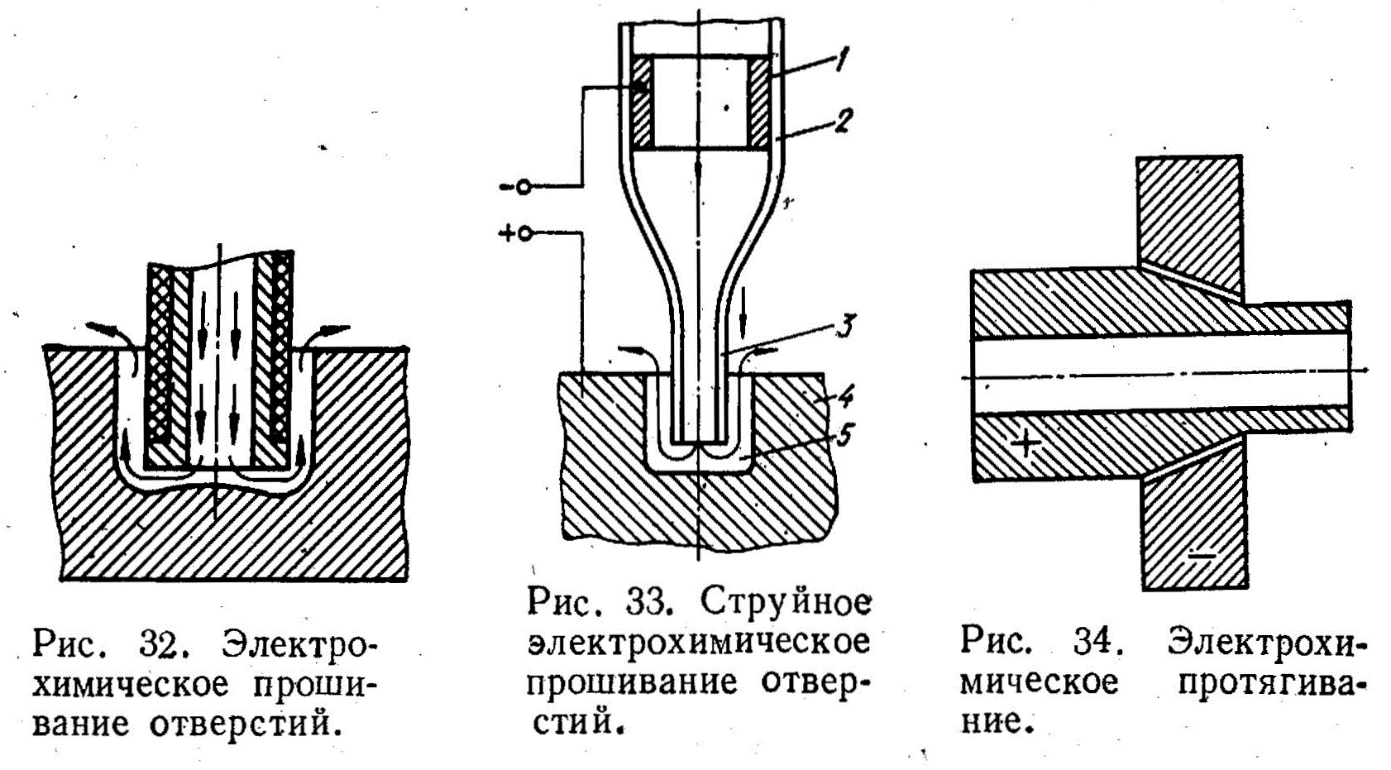 1
2
-
+
3
4
5
+
-
Рис. 32. Электро-
химическое проши-
вание отверстий.
Рис. 33. Струйное
электрохимическое
прошивание отвер-
стий.
Рис. 34. Электрохи-
мическое протягива-
ние.